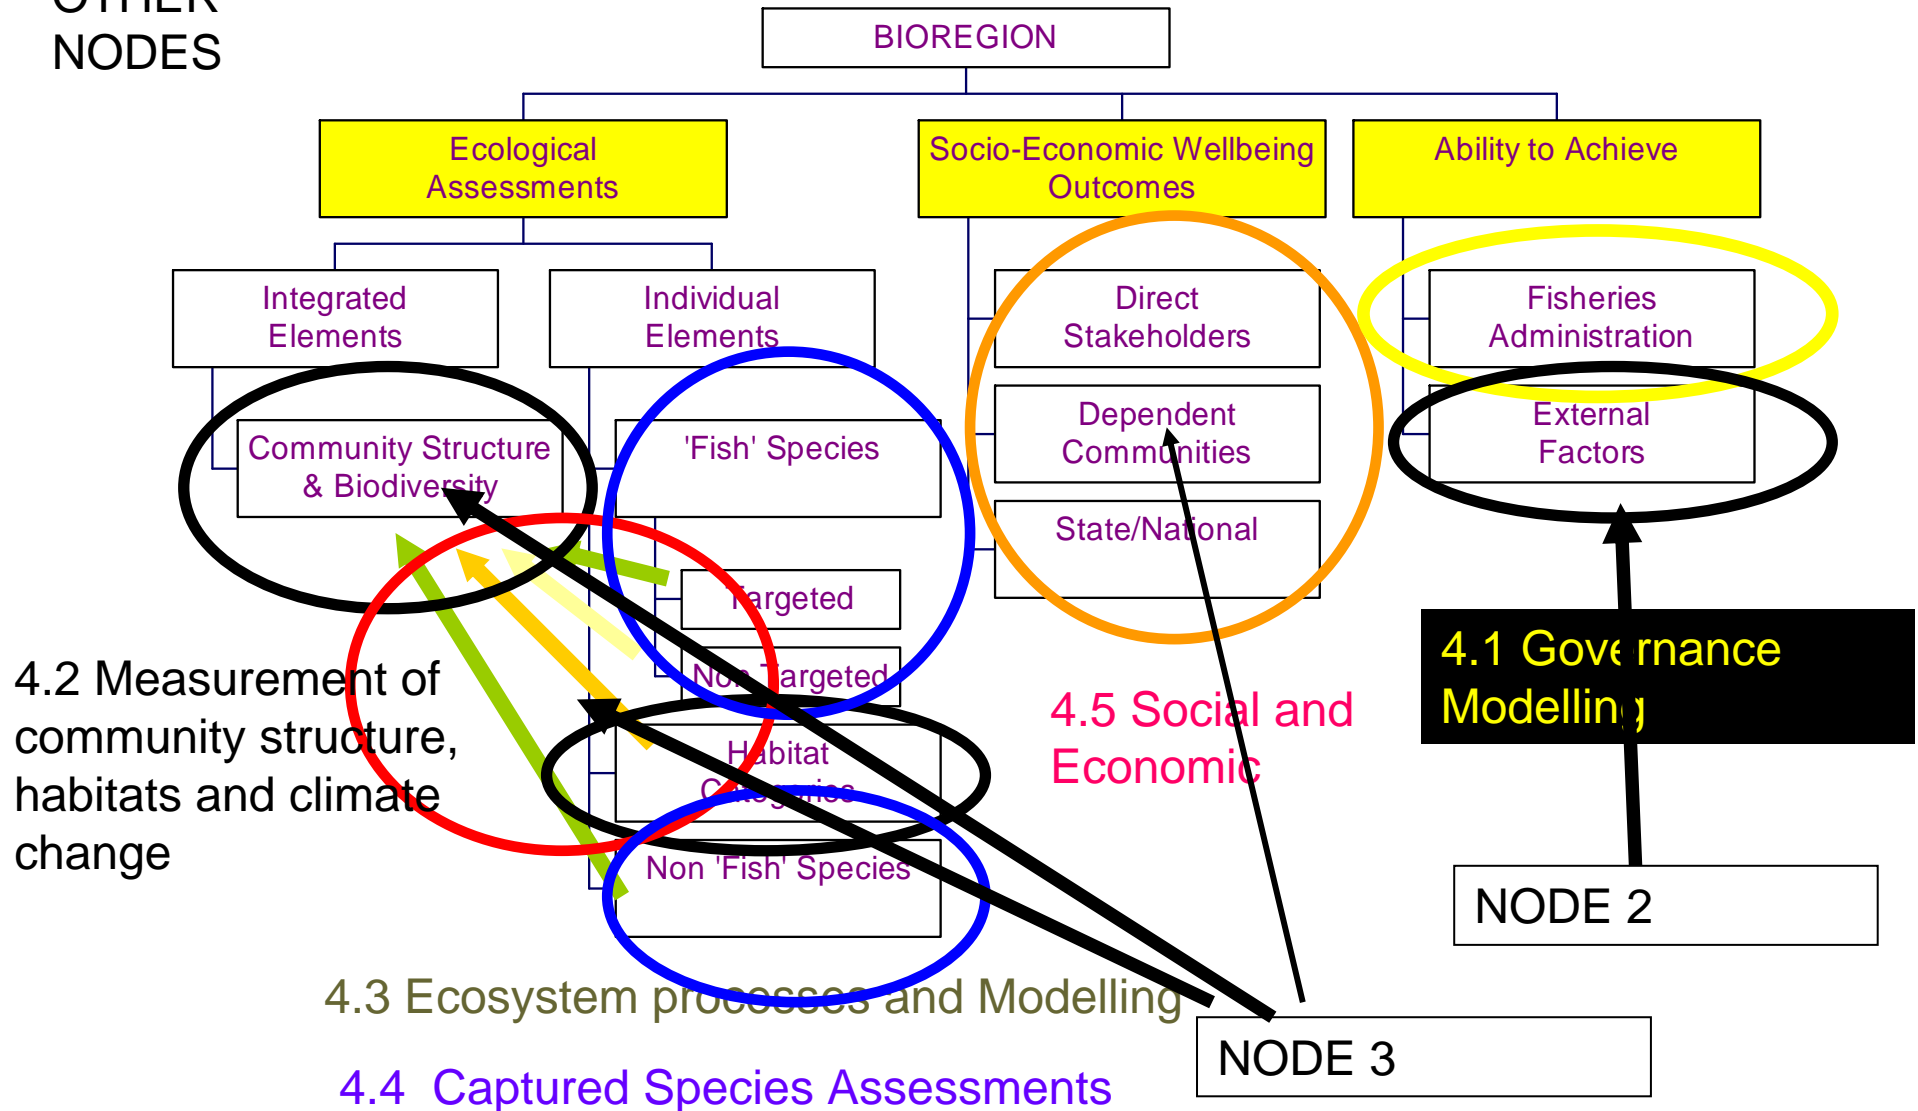 OTHER
NODES
BIOREGION
Ecological
Assessments
Socio-Economic Wellbeing
Outcomes
Ability to Achieve
Integrated
Elements
Individual
Elements
Direct
Stakeholders
Fisheries
Administration
Community Structure
& Biodiversity
'Fish' Species
Dependent
Communities
External
Factors
State/National
Targeted
Non Targeted
Habitat
Categories
Non 'Fish' Species
4.2 Measurement of
community structure,
habitats and climate
change
4.5 Social and
Economic
4.1 Governance
Modelling
NODE 2
4.3 Ecosystem processes and Modelling
NODE 3
4.4 Captured Species Assessments